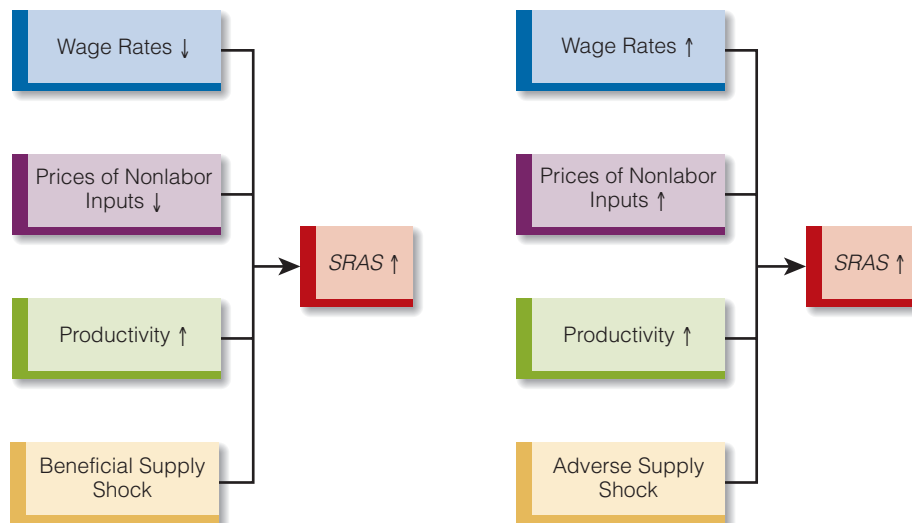 Wage Rates ↓
Prices of Nonlabor
Inputs ↓
SRAS ↑
Productivity ↑
Beneficial Supply
Shock
Wage Rates ↑
Prices of Nonlabor
Inputs ↑
SRAS ↑
Productivity ↑
Adverse Supply
Shock